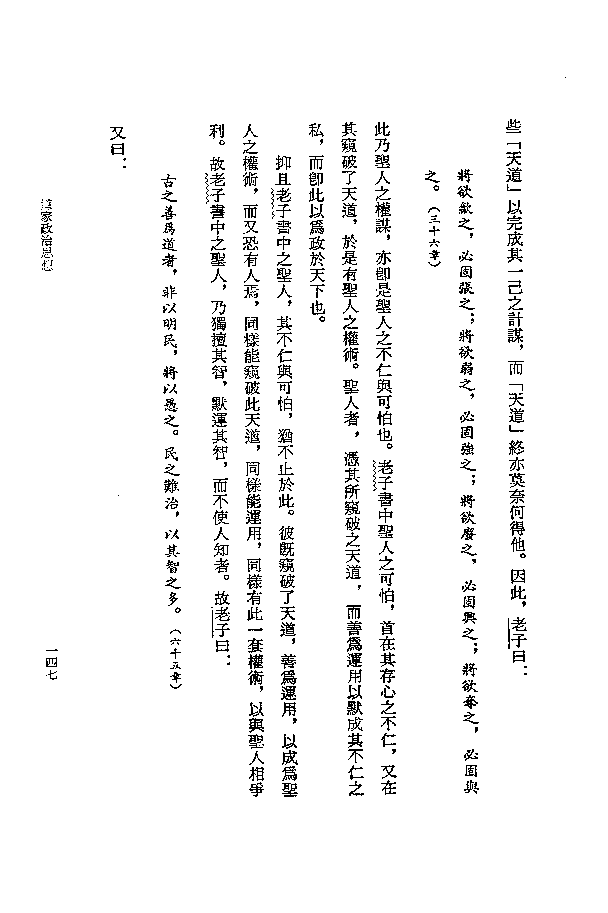 些「天道」以完成其一己之計謀，而「天道」終亦莫奈何得他。因此，老子曰：
將欲歙之，必固張之；將欲弱之，必固強之；將欲廢之，必固興之；將欲奪之，必固與
之。（三十六章）
此乃聖人之權謀，亦卽是聖人之不仁與可怕也。老子書中聖人之可怕，首在其存心之不仁，又在
其窺破了天道，於是有聖人之權術。聖人者，憑其所窺破之天道，而善爲運用以默成其不仁之
私，而卽此以爲政於天下也。
抑且老子書中之聖人，其不仁與可怕，猶不止於此。彼旣窺破了天道，善爲運用，以成爲聖
人之權術，而又恐有人焉，同樣能窺破此天道，同樣能運用，同樣有此一套權術，以與聖人相爭
利。故老子書中之聖人，乃獨擅其智，默運其智，而不使人知者。故老子曰：
古之善爲道者，非以明民，將以愚之。民之難治，以其智之多。（六十五章）
又曰：
道家政治思想
一四七